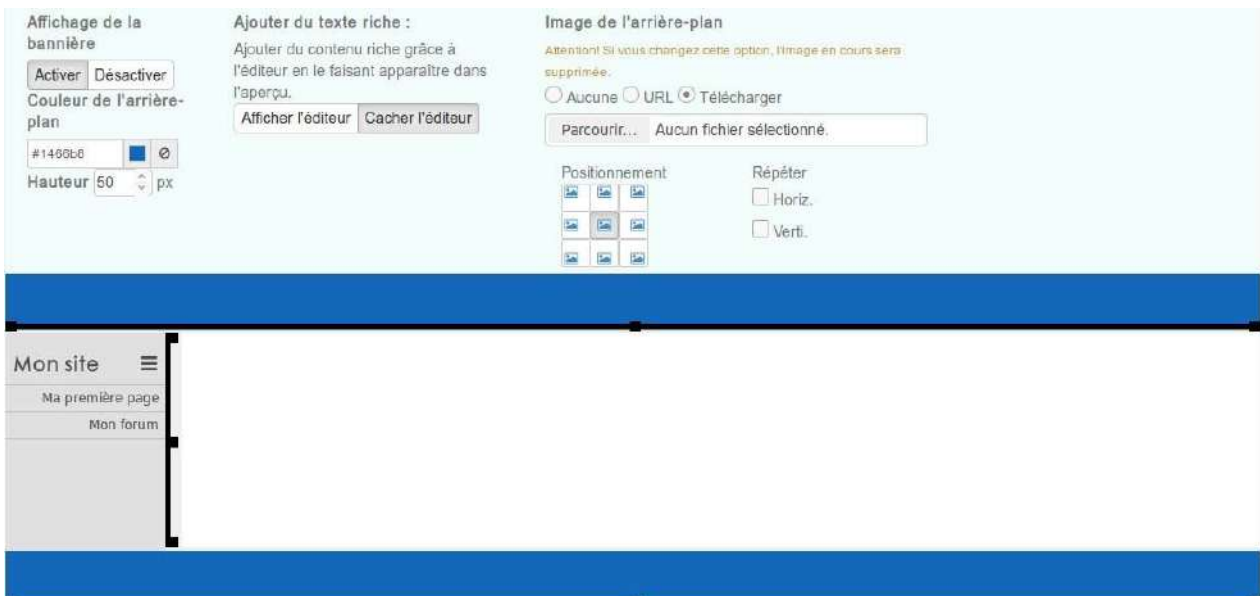 Affichage de la
bannière
Activer Désactiver
Couleur de l'arrière-
plan
#1466b8
Hauteur 50 px
Ajouter du texte riche :
Ajouter du contenu riche grâce à
l'éditeur en le faisant apparaître dans
l'aperçu.
Afficher l'éditeur Cacher l'éditeur
Image de l'arrière-plan
Attention! Si vous changez cette option, l'image en cours sera
supprimée.
Aucune URL Télécharger
Parcourir... Aucun fichier sélectionné.
Positionnement
Répéter
Horiz.
Verti.
Mon site
Ma première page
Mon forum